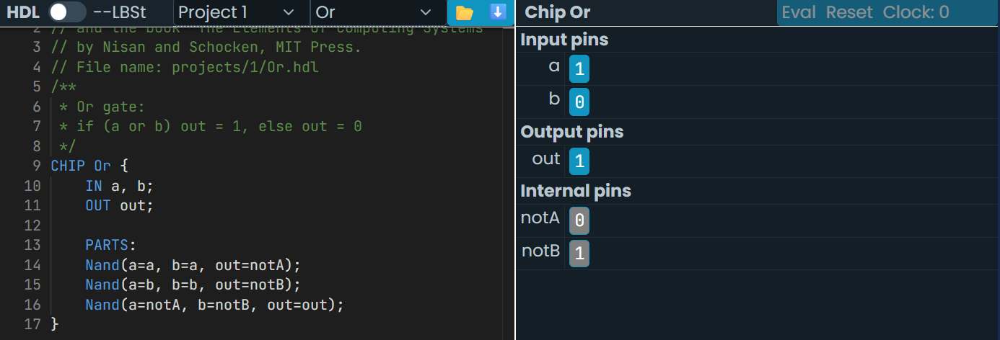 HDL --LBSt Project 1 Or
2 // and the book "The Elements of Computing Systems"
3 // by Nisan and Schocken, MIT Press.
4 // File name: projects/1/Or.hdl
5 /**
6 * Or gate:
7 * if (a or b) out = 1, else out = 0
8 */
9 CHIP Or {
10 IN a, b;
11 OUT out;
12
13 PARTS:
14 Nand(a=a, b=a, out=notA);
15 Nand(a=b, b=b, out=notB);
16 Nand(a=notA, b=notB, out=out);
17 }
Chip Or Eval Reset Clock: 0
Input pins
a 1
b 0
Output pins
out 1
Internal pins
notA 0
notB 1